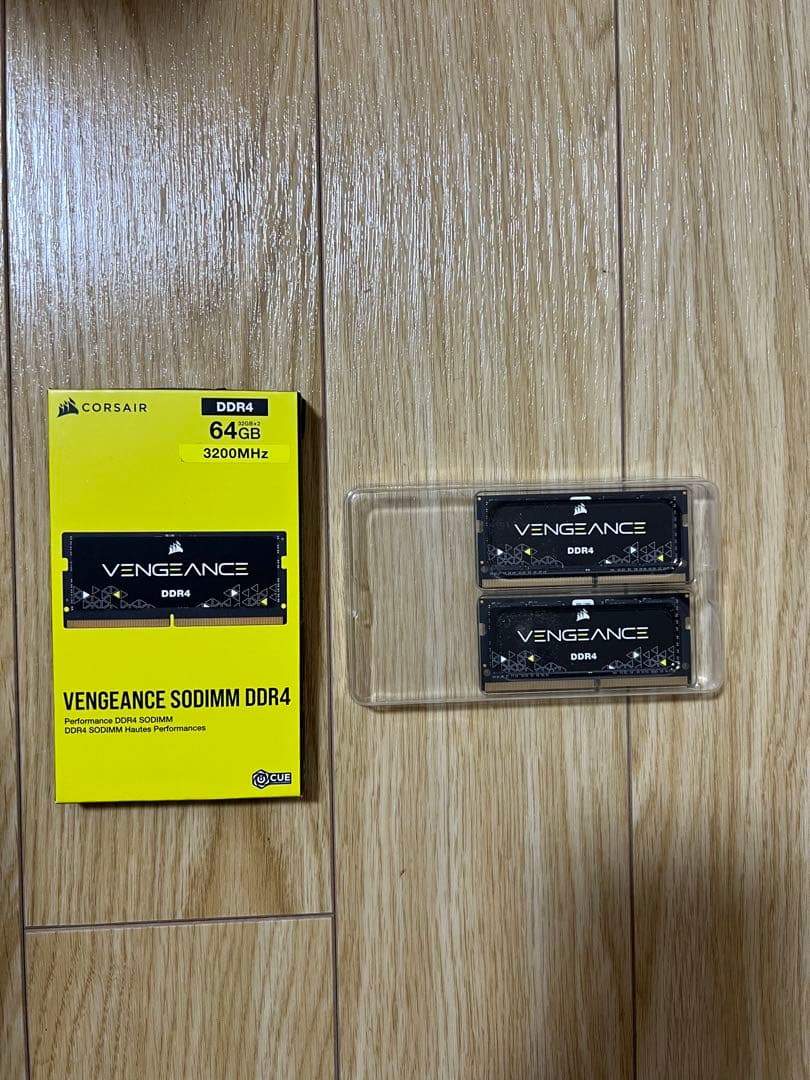 CORSAIR
DDR4
64GB 32GBx2
3200MHz
VENGEANCE
DDR4
VENGEANCE SODIMM DDR4
Performance DDR4 SODIMM
DDR4 SODIMM Hautes Performances
iCUE
VENGEANCE
DDR4
VENGEANCE
DDR4